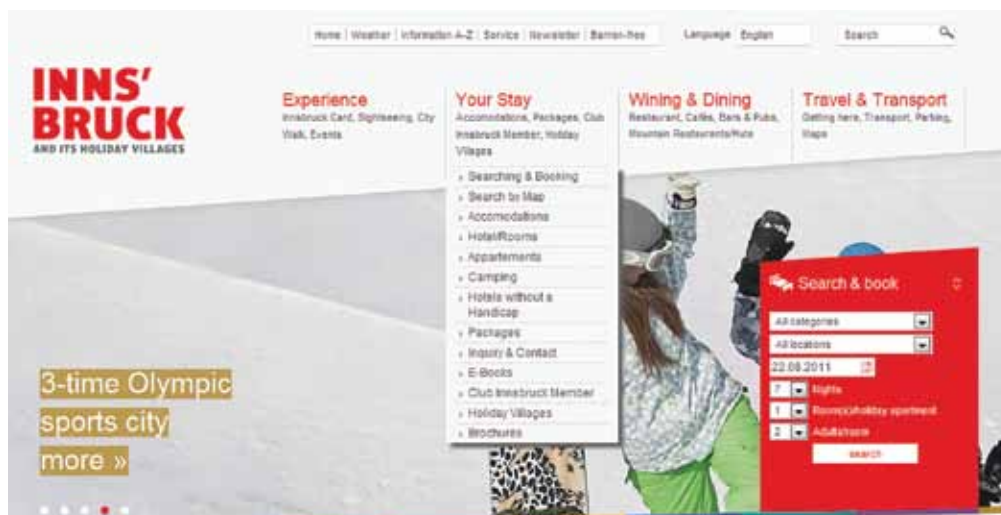 Home | Weather | Information A-Z | Service | Newsletter | Barrier-free Language English Search
INNS'
BRUCK
AND ITS HOLIDAY VILLAGES
Experience
Innsbruck Card, Sightseeing, City
Walk, Events
Your Stay
Accomodations, Packages, Club
Innsbruck Member, Holiday
Villages
Wining & Dining
Restaurant, Cafés, Bars & Pubs,
Mountain Restaurants/Huts
Travel & Transport
Getting here, Transport, Parking,
Maps
› Searching & Booking
› Search by Map
› Accomodations
› Hotel/Rooms
› Appartements
› Camping
› Hotels without a
Handicap
› Packages
› Inquiry & Contact
› E-Books
› Club Innsbruck Member
› Holiday Villages
› Brochures
3-time Olympic
sports city
more »
Search & book
All categories
All locations
22.08.2011
7 Nights
1 Room(s)/holiday apartment
2 Adults/room
search